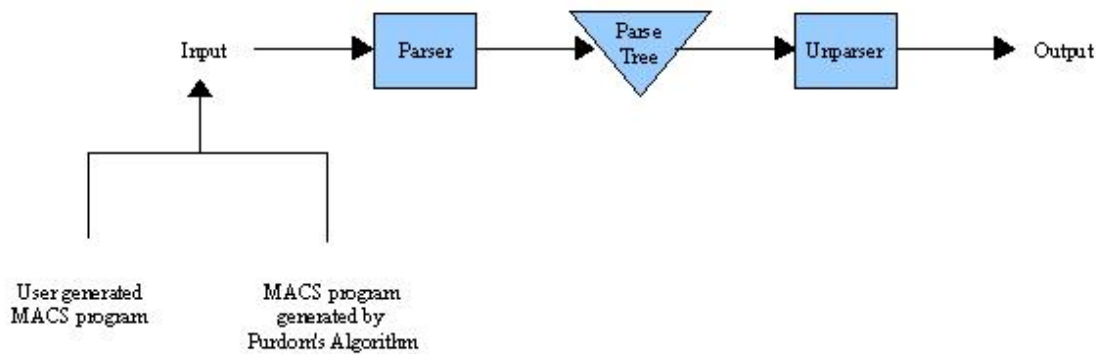 Input
Parser
Parse
Tree
Unparser
Output
User generated
MACS program
MACS program
generated by
Purdom's Algorithm